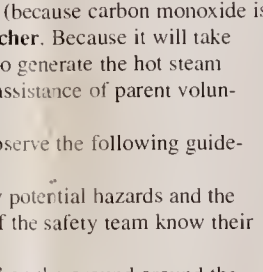 (because carbon monoxide is
cher. Because it will take
o generate the hot steam
assistance of parent volun-
bserve the following guide-
potential hazards and the
f the safety team know their